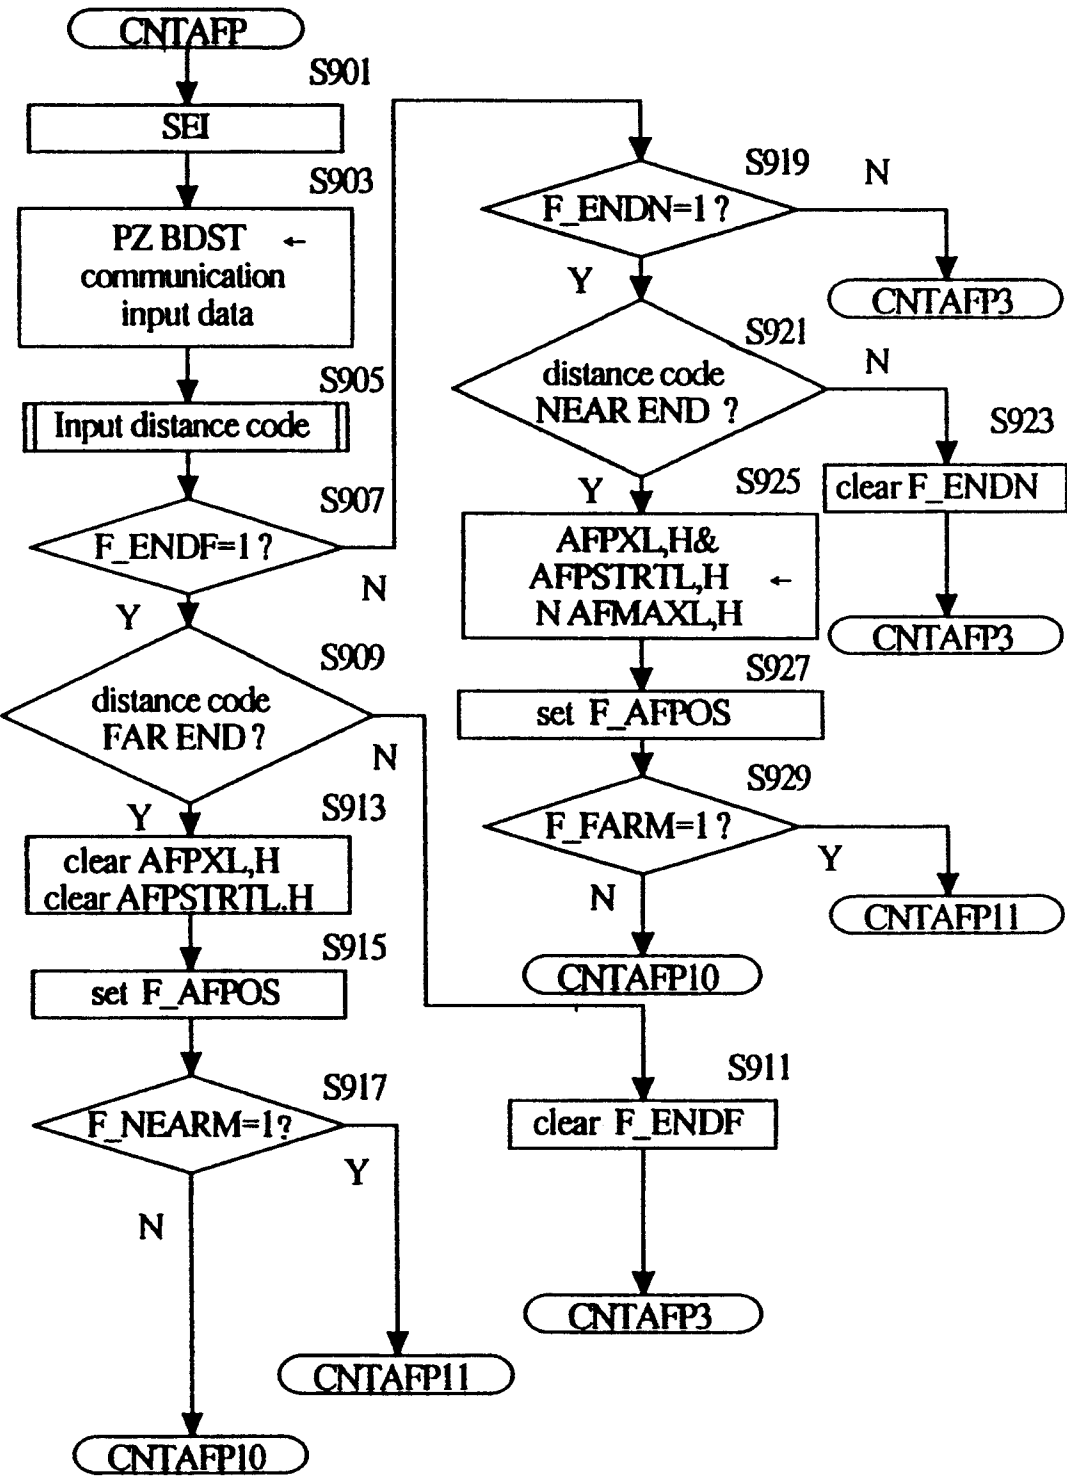 CNTAFP
S901
SEI
S903
PZ BDST ←
communication
input data
S905
Input distance code
S907
F_ENDF=1 ?
N
Y
S909
distance code
FAR END ?
N
Y
S913
clear AFPXL,H
clear AFPSTRTL.H
S915
set F_AFPOS
S917
F_NEARM=1?
Y
N
CNTAFP11
CNTAFP10
S919
F_ENDN=1 ?
N
Y
CNTAFP3
S921
distance code
NEAR END ?
N
S923
clear F_ENDN
CNTAFP3
Y
S925
AFPXL,H&
AFPSTRTL,H ←
N AFMAXL,H
S927
set F_AFPOS
S929
F_FARM=1 ?
Y
N
CNTAFP11
CNTAFP10
S911
clear F_ENDF
CNTAFP3